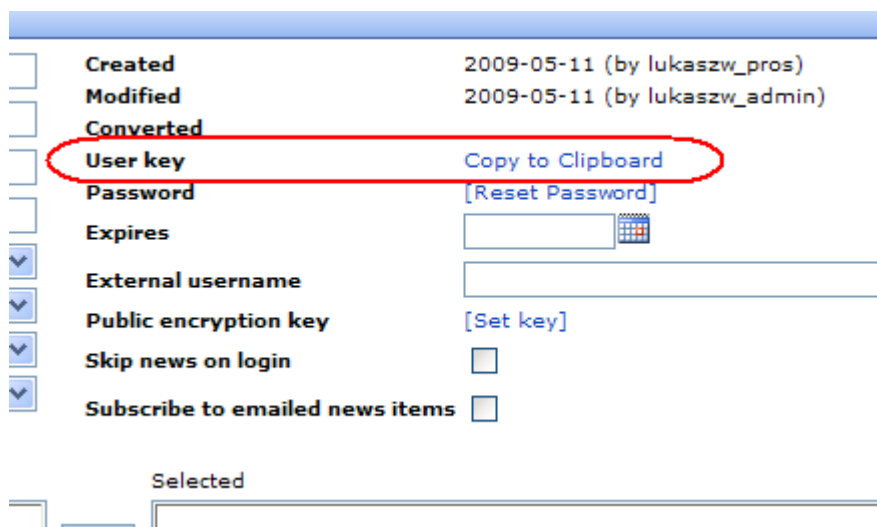 Created 2009-05-11 (by lukaszw_pros)
Modified 2009-05-11 (by lukaszw_admin)
Converted
User key Copy to Clipboard
Password [Reset Password]
Expires
External username
Public encryption key [Set key]
Skip news on login
Subscribe to emailed news items
Selected